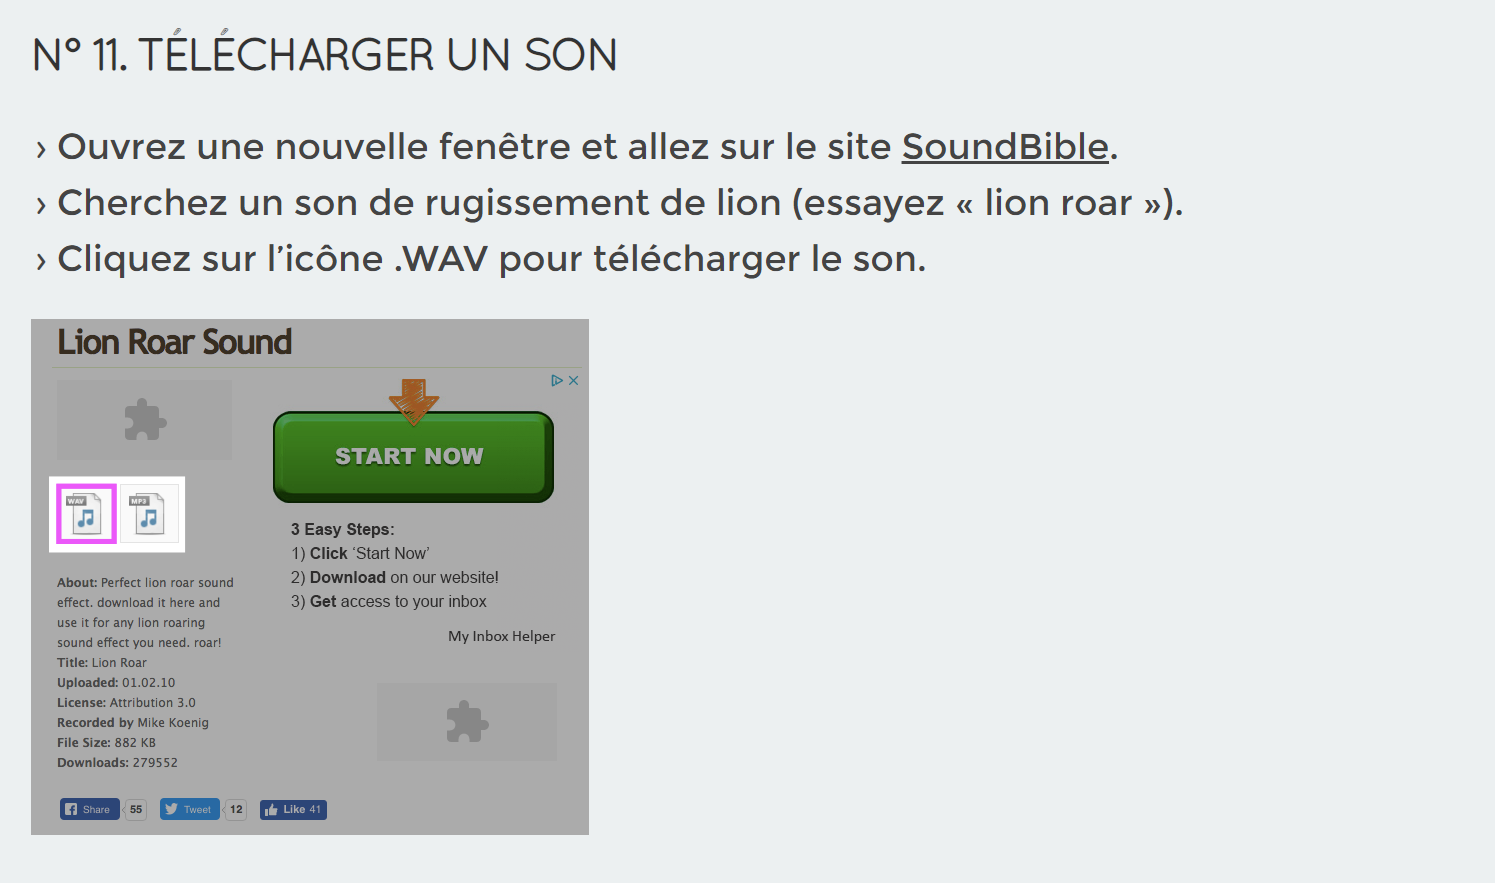 N° 11. TÉLÉCHARGER UN SON
› Ouvrez une nouvelle fenêtre et allez sur le site SoundBible.
› Cherchez un son de rugissement de lion (essayez « lion roar »).
› Cliquez sur l’icône .WAV pour télécharger le son.
Lion Roar Sound
START NOW
WAV MP3
3 Easy Steps:
1) Click ‘Start Now’
2) Download on our website!
3) Get access to your inbox
My Inbox Helper
About: Perfect lion roar sound
effect. download it here and
use it for any lion roaring
sound effect you need. roar!
Title: Lion Roar
Uploaded: 01.02.10
License: Attribution 3.0
Recorded by Mike Koenig
File Size: 882 KB
Downloads: 279552
Share 55 Tweet 12 Like 41